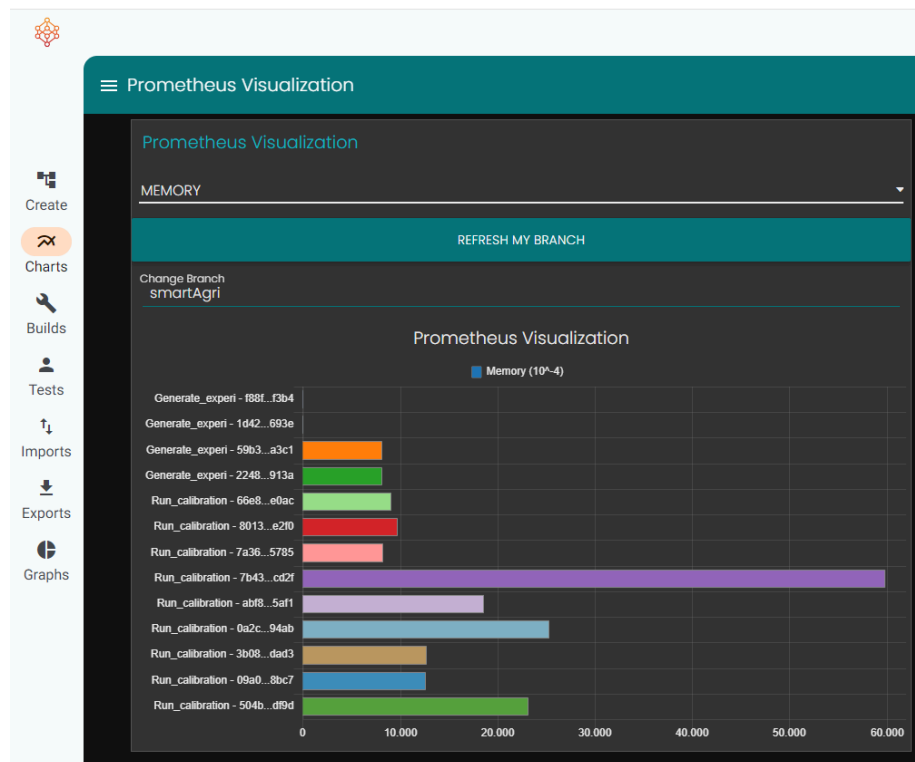 Prometheus Visualization
Prometheus Visualization
MEMORY
REFRESH MY BRANCH
Change Branch
smartAgri
Create
Charts
Builds
Tests
Imports
Exports
Graphs
Prometheus Visualization
Memory (10^-4)
Generate_experi - f88f...f3b4
Generate_experi - 1d42...693e
Generate_experi - 59b3...a3c1
Generate_experi - 2248...913a
Run_calibration - 66e8...e0ac
Run_calibration - 8013...e2f0
Run_calibration - 7a36...5785
Run_calibration - 7b43...cd2f
Run_calibration - abf8...5af1
Run_calibration - 0a2c...94ab
Run_calibration - 3b08...dad3
Run_calibration - 09a0...8bc7
Run_calibration - 504b...df9d
0 10.000 20.000 30.000 40.000 50.000 60.000